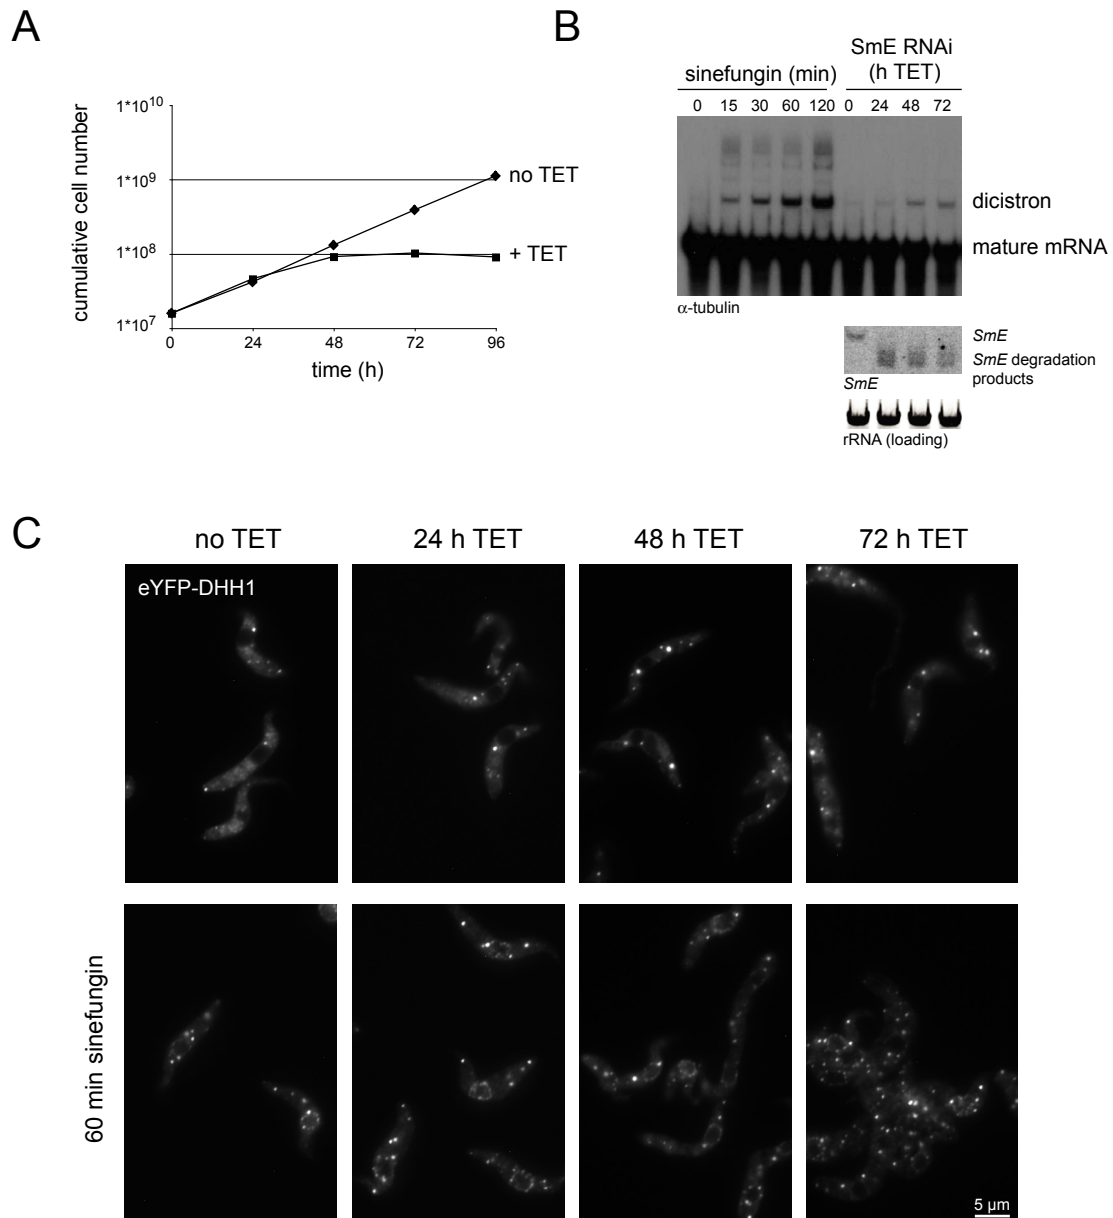 A
cumulative cell number
1*10^10
1*10^9
1*10^8
1*10^7
no TET
+ TET
0 24 48 72 96
time (h)
B
sinefungin (min)
SmE RNAi
(h TET)
0 15 30 60 120 0 24 48 72
dicistron
mature mRNA
α-tubulin
SmE
SmE degradation
products
SmE
rRNA (loading)
C
no TET 24 h TET 48 h TET 72 h TET
eYFP-DHH1
60 min sinefungin
5 µm